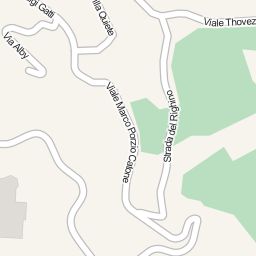 igi Gatti
illa Quiete
Viale Thovez
Via Alby
Viale Marco Porzio Catone
Strada del Righino